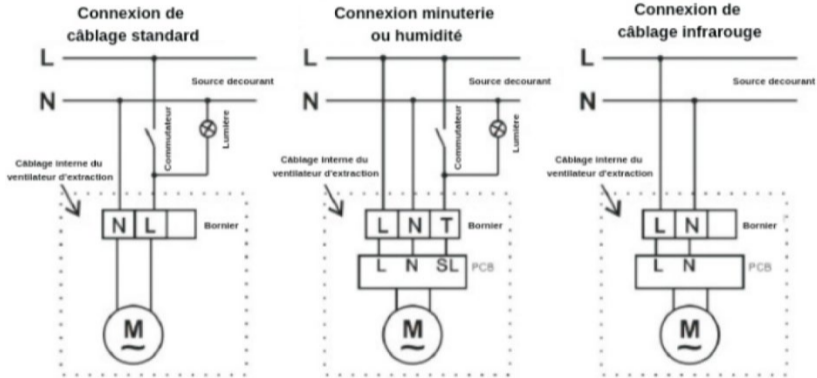 Connexion de
câblage standard
L
Source decourant
N
Commutateur
Lumière
Câblage interne du
ventilateur d'extraction
N L
Bornier
M
~
Connexion minuterie
ou humidité
L
Source decourant
N
Commutateur
Lumière
Câblage interne du
ventilateur d'extraction
L N T
Bornier
L N SL
PCB
M
~
Connexion de
câblage infrarouge
L
Source decourant
N
Câblage interne du
ventilateur d'extraction
L N
Bornier
L N
PCB
M
~